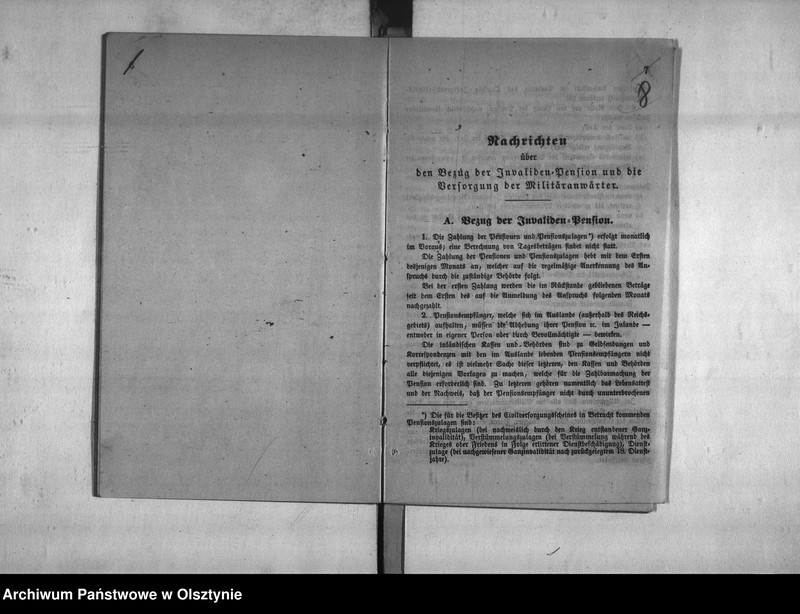 7
8
Nachrichten
über
den Bezug der Invaliden-Pension und die
Versorgung der Militäranwärter.
A. Bezug der Invaliden-Pension.
1. Die Zahlung der Pensionen und Pensionszulagen*) erfolgt monatlich
im Voraus; eine Berechnung von Tagesbeträgen findet nicht statt.
Die Zahlung der Pensionen und Pensionszulagen hebt mit dem Ersten
desjenigen Monats an, welcher auf die regelmäßige Anerkennung des An-
spruchs durch die zuständige Behörde folgt.
Bei der ersten Zahlung werden die im Rückstande gebliebenen Beträge
seit dem Ersten des auf die Anmeldung des Anspruchs folgenden Monats
nachgezahlt.
2. Pensionsempfänger, welche sich im Auslande (außerhalb des Reichs-
gebiets) aufhalten, müssen die Abhebung ihrer Pension ꝛc. im Inlande —
entweder in eigener Person oder durch Bevollmächtigte — bewirken.
Die inländischen Kassen und Behörden sind zu Geldsendungen und
Korrespondenzen mit den im Auslande lebenden Pensionsempfängern nicht
verpflichtet, es ist vielmehr Sache dieser letzteren, den Kassen und Behörden
alle diejenigen Vorlagen zu machen, welche für die Zahlbarmachung der
Pension erforderlich sind. Zu letzteren gehören namentlich das Lebensattest
und der Nachweis, daß der Pensionsempfänger nicht durch ununterbrochenen
*) Die für die Besitzer des Civilversorgungsscheines in Betracht kommenden
Pensionszulagen sind:
Kriegszulagen (bei nachweislich durch den Krieg entstandener Ganz-
invalidität), Verstümmelungszulagen (bei Verstümmelung während des
Krieges oder Friedens in Folge erlittener Dienstbeschädigung), Dienst-
zulage (bei nachgewiesener Ganzinvalidität nach zurückgelegtem 18. Dienst-
jahre).
Archiwum Państwowe w Olsztynie